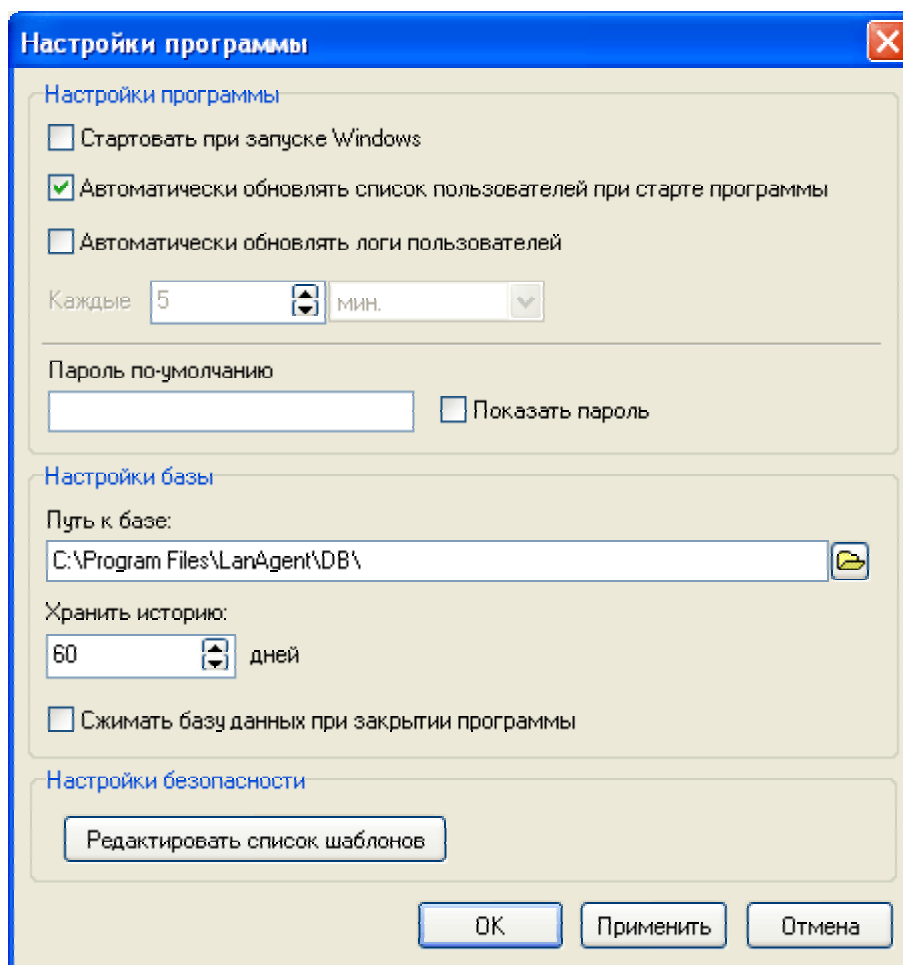 Настройки программы
Настройки программы
Стартовать при запуске Windows
Автоматически обновлять список пользователей при старте программы
Автоматически обновлять логи пользователей
Каждые 5 мин.
Пароль по-умолчанию
Показать пароль
Настройки базы
Путь к базе:
C:\Program Files\LanAgent\DB\
Хранить историю:
60 дней
Сжимать базу данных при закрытии программы
Настройки безопасности
Редактировать список шаблонов
OK Применить Отмена